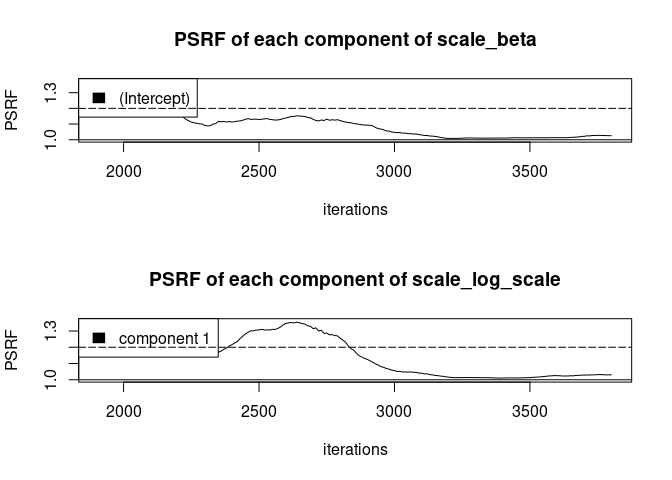 PSRF of each component of scale_beta
PSRF
1.0 1.3
(Intercept)
2000 2500 3000 3500
iterations
PSRF of each component of scale_log_scale
PSRF
1.0 1.3
component 1
2000 2500 3000 3500
iterations